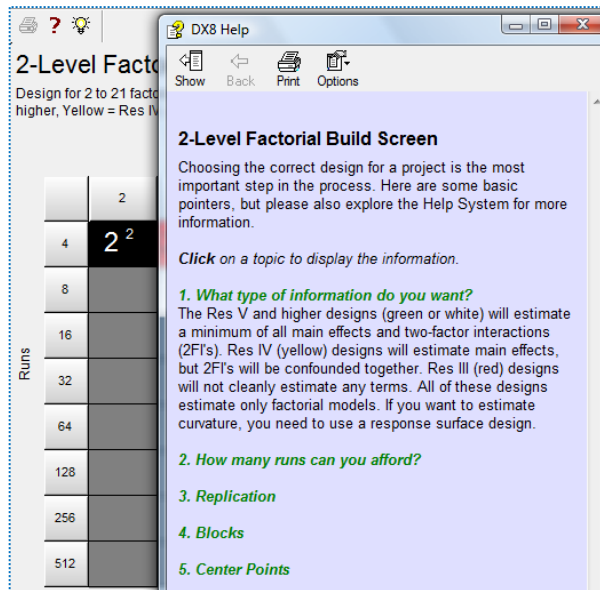 DX8 Help
Show
Back
Print
Options
2-Level Facto
Design for 2 to 21 facto
higher, Yellow = Res IV
2
4
2 2
8
16
Runs
32
64
128
256
512
2-Level Factorial Build Screen
Choosing the correct design for a project is the most
important step in the process. Here are some basic
pointers, but please also explore the Help System for more
information.
Click on a topic to display the information.
1. What type of information do you want?
The Res V and higher designs (green or white) will estimate
a minimum of all main effects and two-factor interactions
(2FI's). Res IV (yellow) designs will estimate main effects,
but 2FI's will be confounded together. Res III (red) designs
will not cleanly estimate any terms. All of these designs
estimate only factorial models. If you want to estimate
curvature, you need to use a response surface design.
2. How many runs can you afford?
3. Replication
4. Blocks
5. Center Points